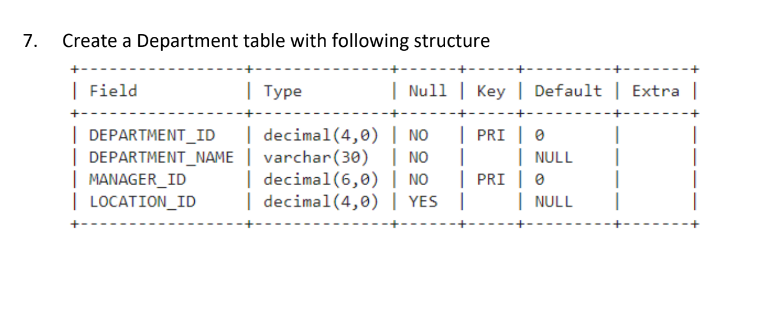 7. Create a Department table with following structure
+-----------------+--------------+------+-----+---------+-------+
| Field | Type | Null | Key | Default | Extra |
+-----------------+--------------+------+-----+---------+-------+
| DEPARTMENT_ID | decimal(4,0) | NO | PRI | 0 | |
| DEPARTMENT_NAME | varchar(30) | NO | | NULL | |
| MANAGER_ID | decimal(6,0) | NO | PRI | 0 | |
| LOCATION_ID | decimal(4,0) | YES | | NULL | |
+-----------------+--------------+------+-----+---------+-------+